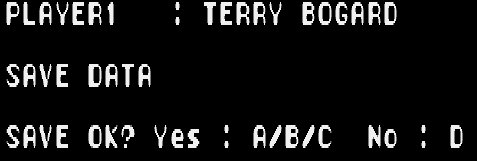 PLAYER1 : TERRY BOGARD
SAVE DATA
SAVE OK? Yes : A/B/C No : D